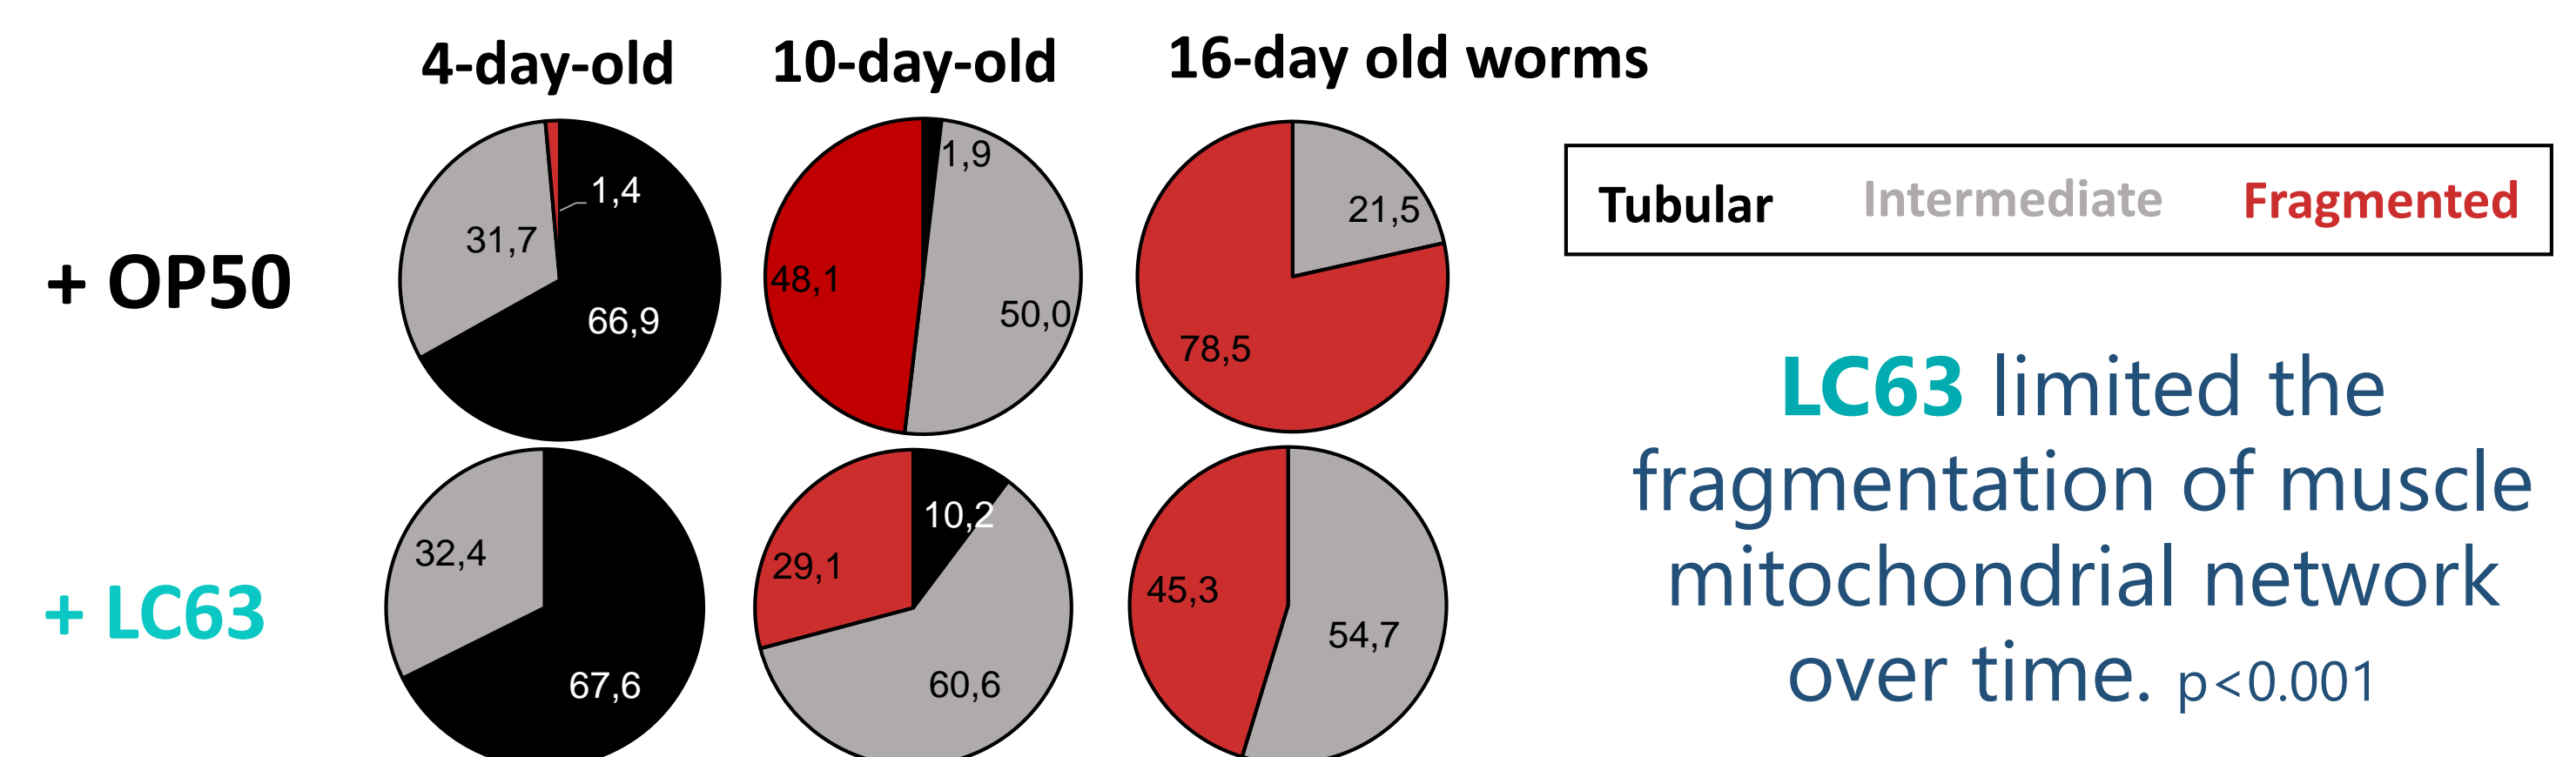 4-day-old
10-day-old
16-day old worms
+ OP50
1,4
31,7
66,9
1,9
48,1
50,0
21,5
78,5
Tubular Intermediate Fragmented
+ LC63
32,4
67,6
10,2
29,1
60,6
45,3
54,7
LC63 limited the
fragmentation of muscle
mitochondrial network
over time. p<0.001